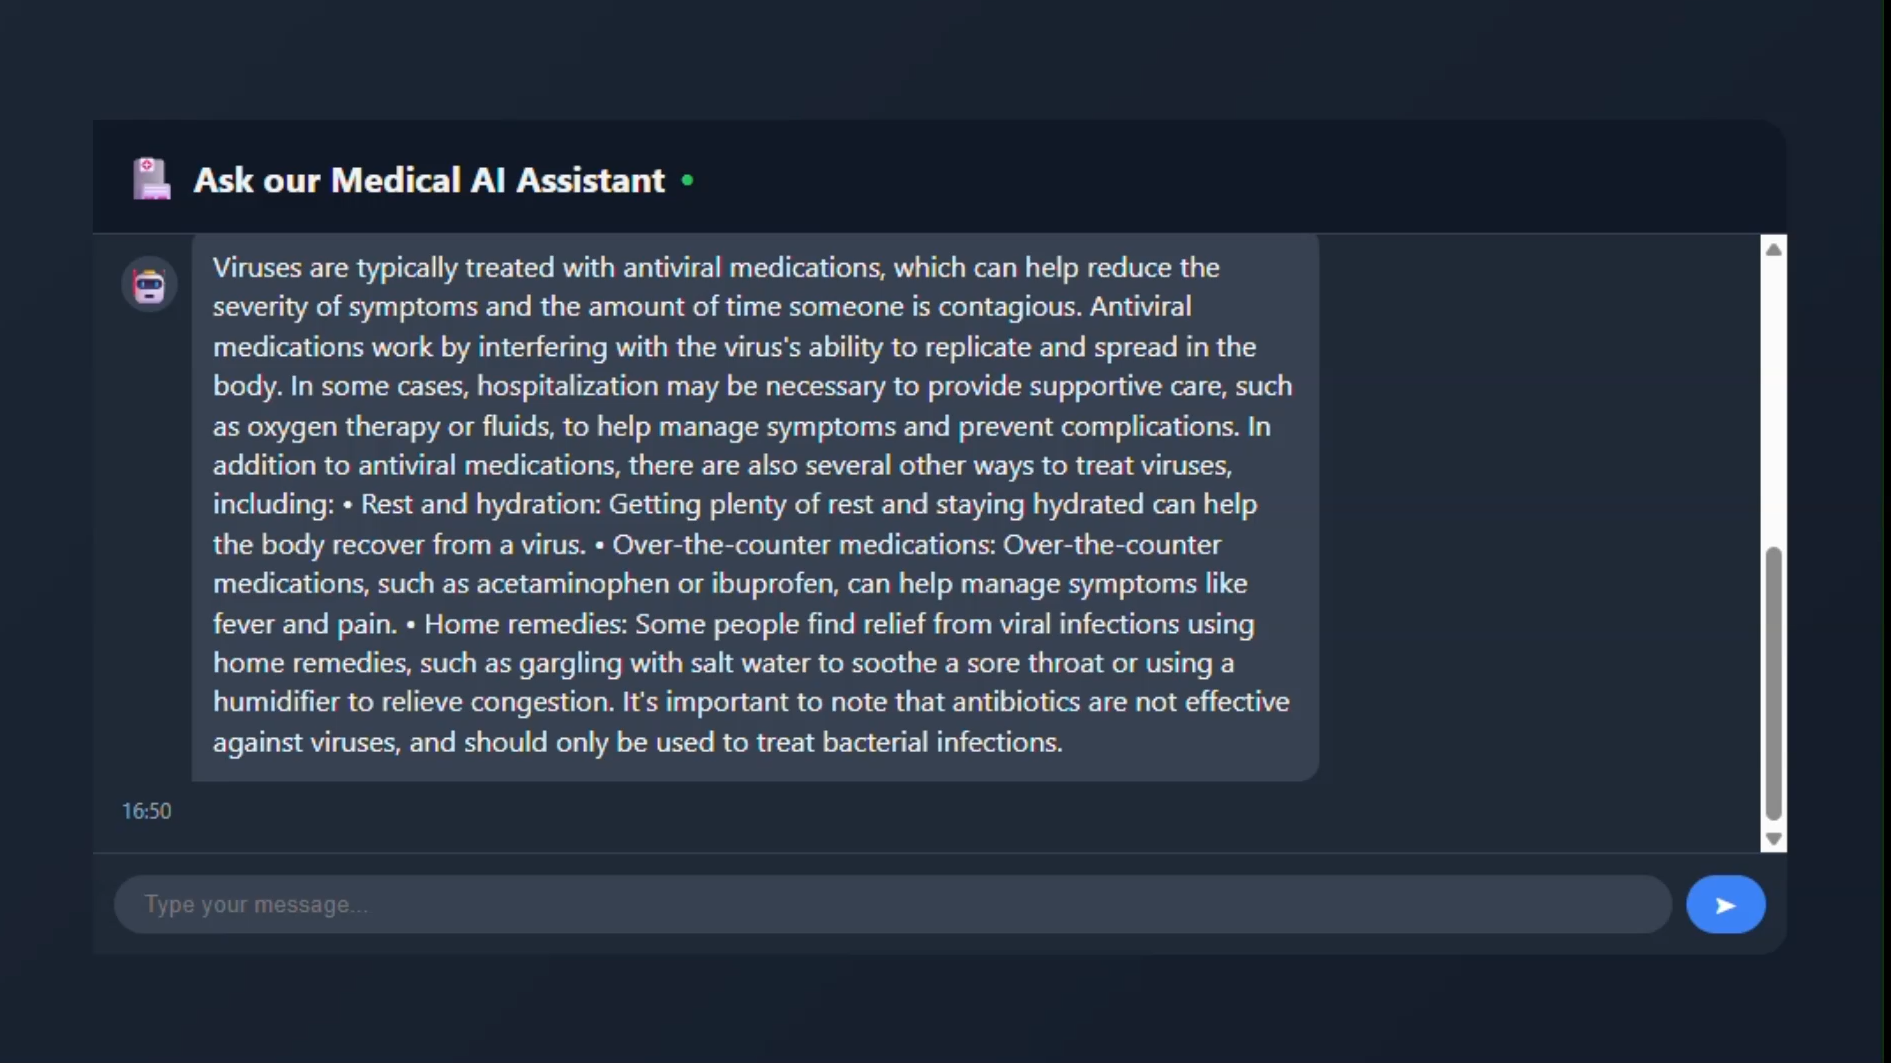 Ask our Medical AI Assistant
Viruses are typically treated with antiviral medications, which can help reduce the
severity of symptoms and the amount of time someone is contagious. Antiviral
medications work by interfering with the virus's ability to replicate and spread in the
body. In some cases, hospitalization may be necessary to provide supportive care, such
as oxygen therapy or fluids, to help manage symptoms and prevent complications. In
addition to antiviral medications, there are also several other ways to treat viruses,
including: • Rest and hydration: Getting plenty of rest and staying hydrated can help
the body recover from a virus. • Over-the-counter medications: Over-the-counter
medications, such as acetaminophen or ibuprofen, can help manage symptoms like
fever and pain. • Home remedies: Some people find relief from viral infections using
home remedies, such as gargling with salt water to soothe a sore throat or using a
humidifier to relieve congestion. It's important to note that antibiotics are not effective
against viruses, and should only be used to treat bacterial infections.
16:50
Type your message...